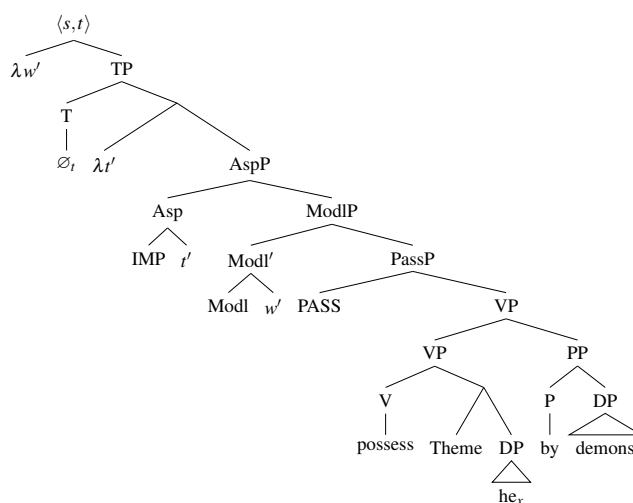 ⟨s,t⟩
λw′ TP
T
∅t λt′ AspP
Asp ModlP
IMP t′ Modl′ PassP
Modl w′ PASS VP
VP PP
V P DP
possess Theme DP by demons
hex